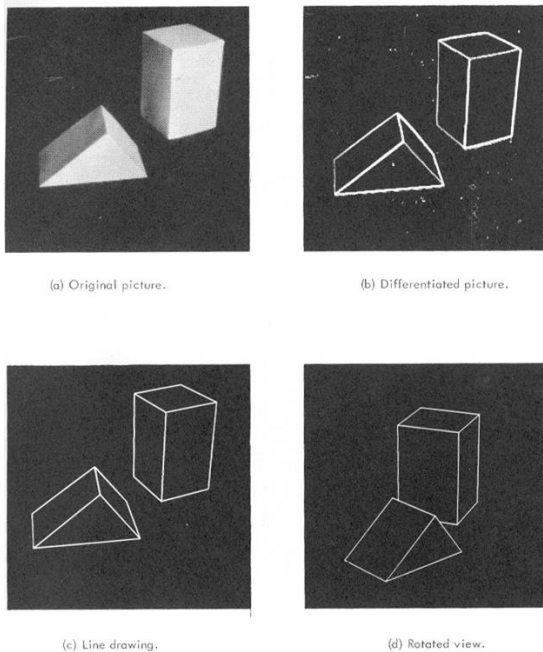 (a) Original picture.
(b) Differentiated picture.
(c) Line drawing.
(d) Rotated view.